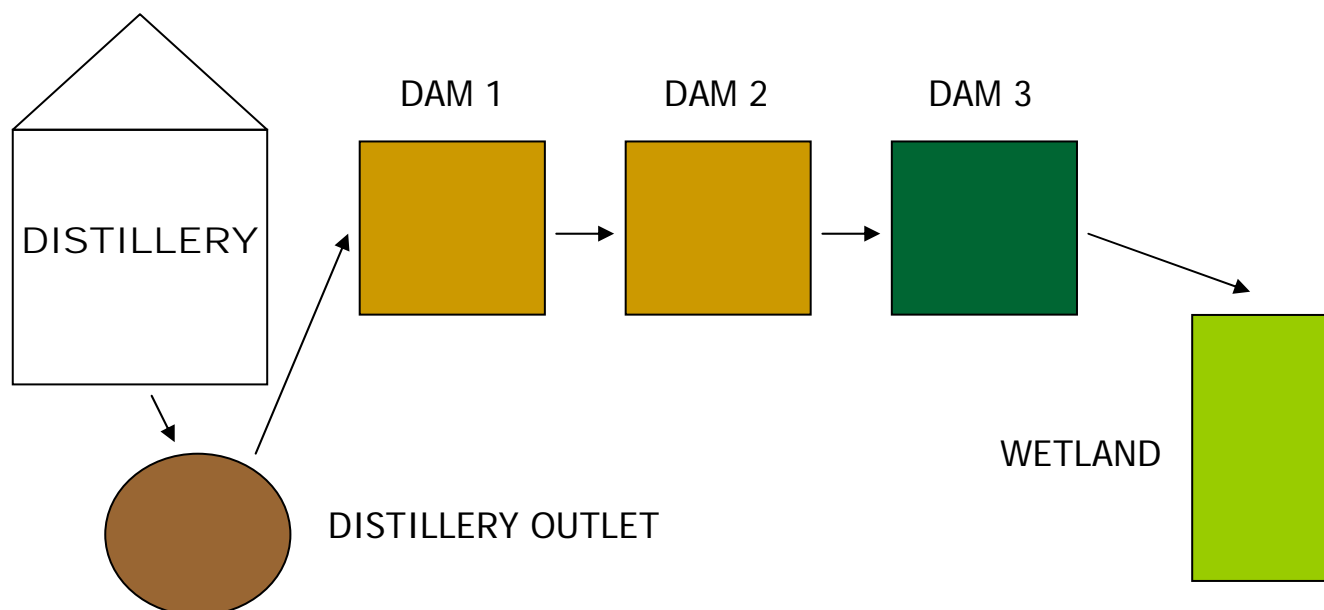 DAM 1
DAM 2
DAM 3
DISTILLERY
WETLAND
DISTILLERY OUTLET